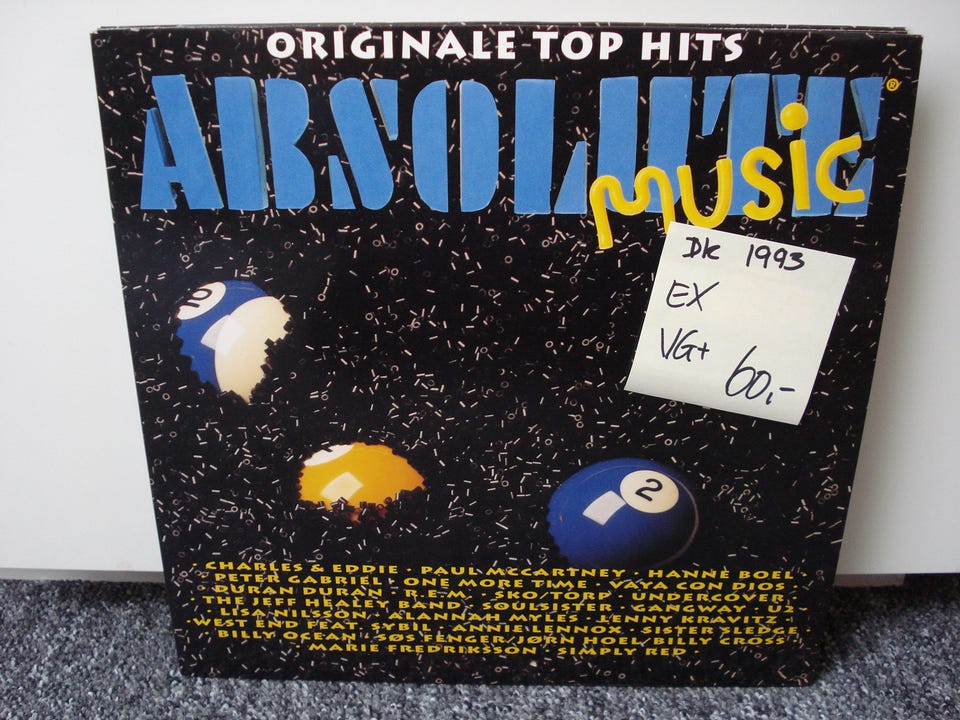 ORIGINALE TOP HITS
ABSOLUTE®
MUSIC
DK 1993
EX
VG+
60,-
10
2
CHARLES & EDDIE · PAUL McCARTNEY · HANNE BOEL ·
PETER GABRIEL · ONE MORE TIME · VAYA CON DIOS ·
DURAN DURAN · R.E.M. · SKO/TORP · UNDERCOVER ·
THE JEFF HEALEY BAND · SOULSISTER · GANGWAY · U2 ·
LISA NILSSON · ALANNAH MYLES · LENNY KRAVITZ ·
WEST END FEAT. SYBIL · ANNIE LENNOX · SISTER SLEDGE ·
BILLY OCEAN · SØS FENGER/JØRN HOEL/BILLY CROSS ·
MARIE FREDRIKSSON · SIMPLY RED ·